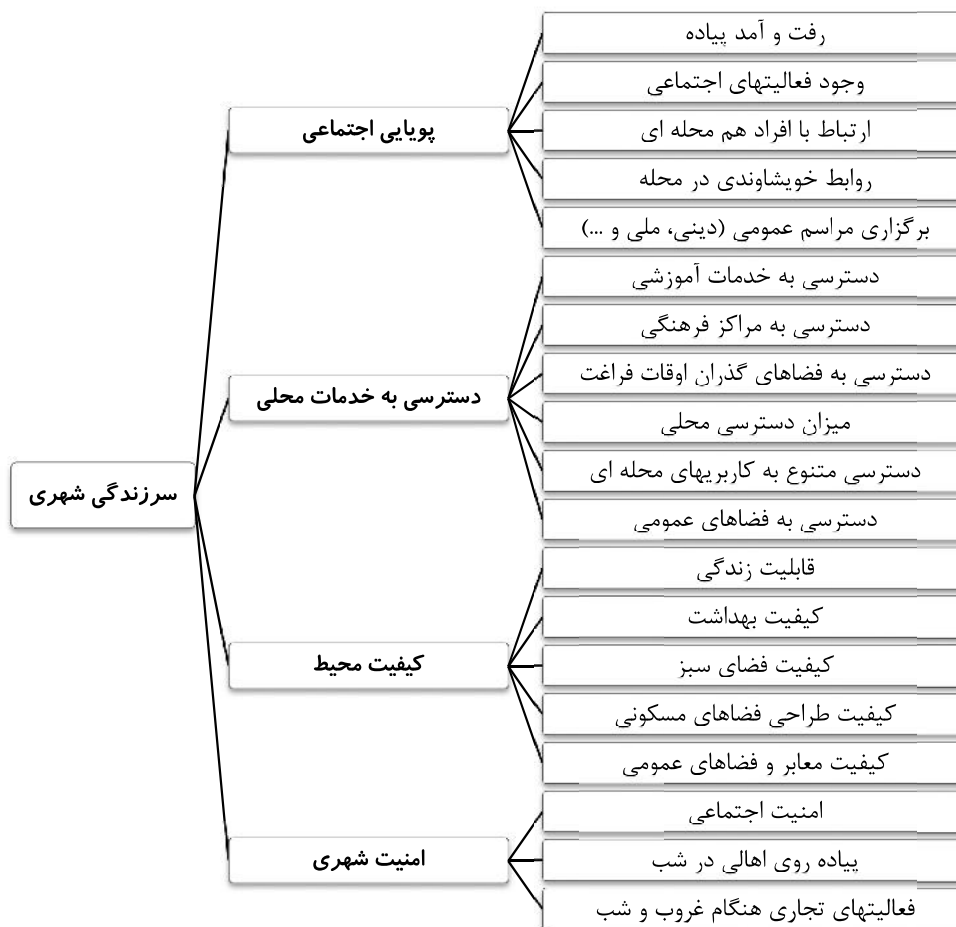 سرزندگی شهری
پویایی اجتماعی
رفت و آمد پیاده
وجود فعالیتهای اجتماعی
ارتباط با افراد هم محله ای
روابط خویشاوندی در محله
برگزاری مراسم عمومی (دینی، ملی و ...)
دسترسی به خدمات محلی
دسترسی به خدمات آموزشی
دسترسی به مراکز فرهنگی
دسترسی به فضاهای گذران اوقات فراغت
میزان دسترسی محلی
دسترسی متنوع به کاربریهای محله ای
دسترسی به فضاهای عمومی
کیفیت محیط
قابلیت زندگی
کیفیت بهداشت
کیفیت فضای سبز
کیفیت طراحی فضاهای مسکونی
کیفیت معابر و فضاهای عمومی
امنیت شهری
امنیت اجتماعی
پیاده روی اهالی در شب
فعالیتهای تجاری هنگام غروب و شب